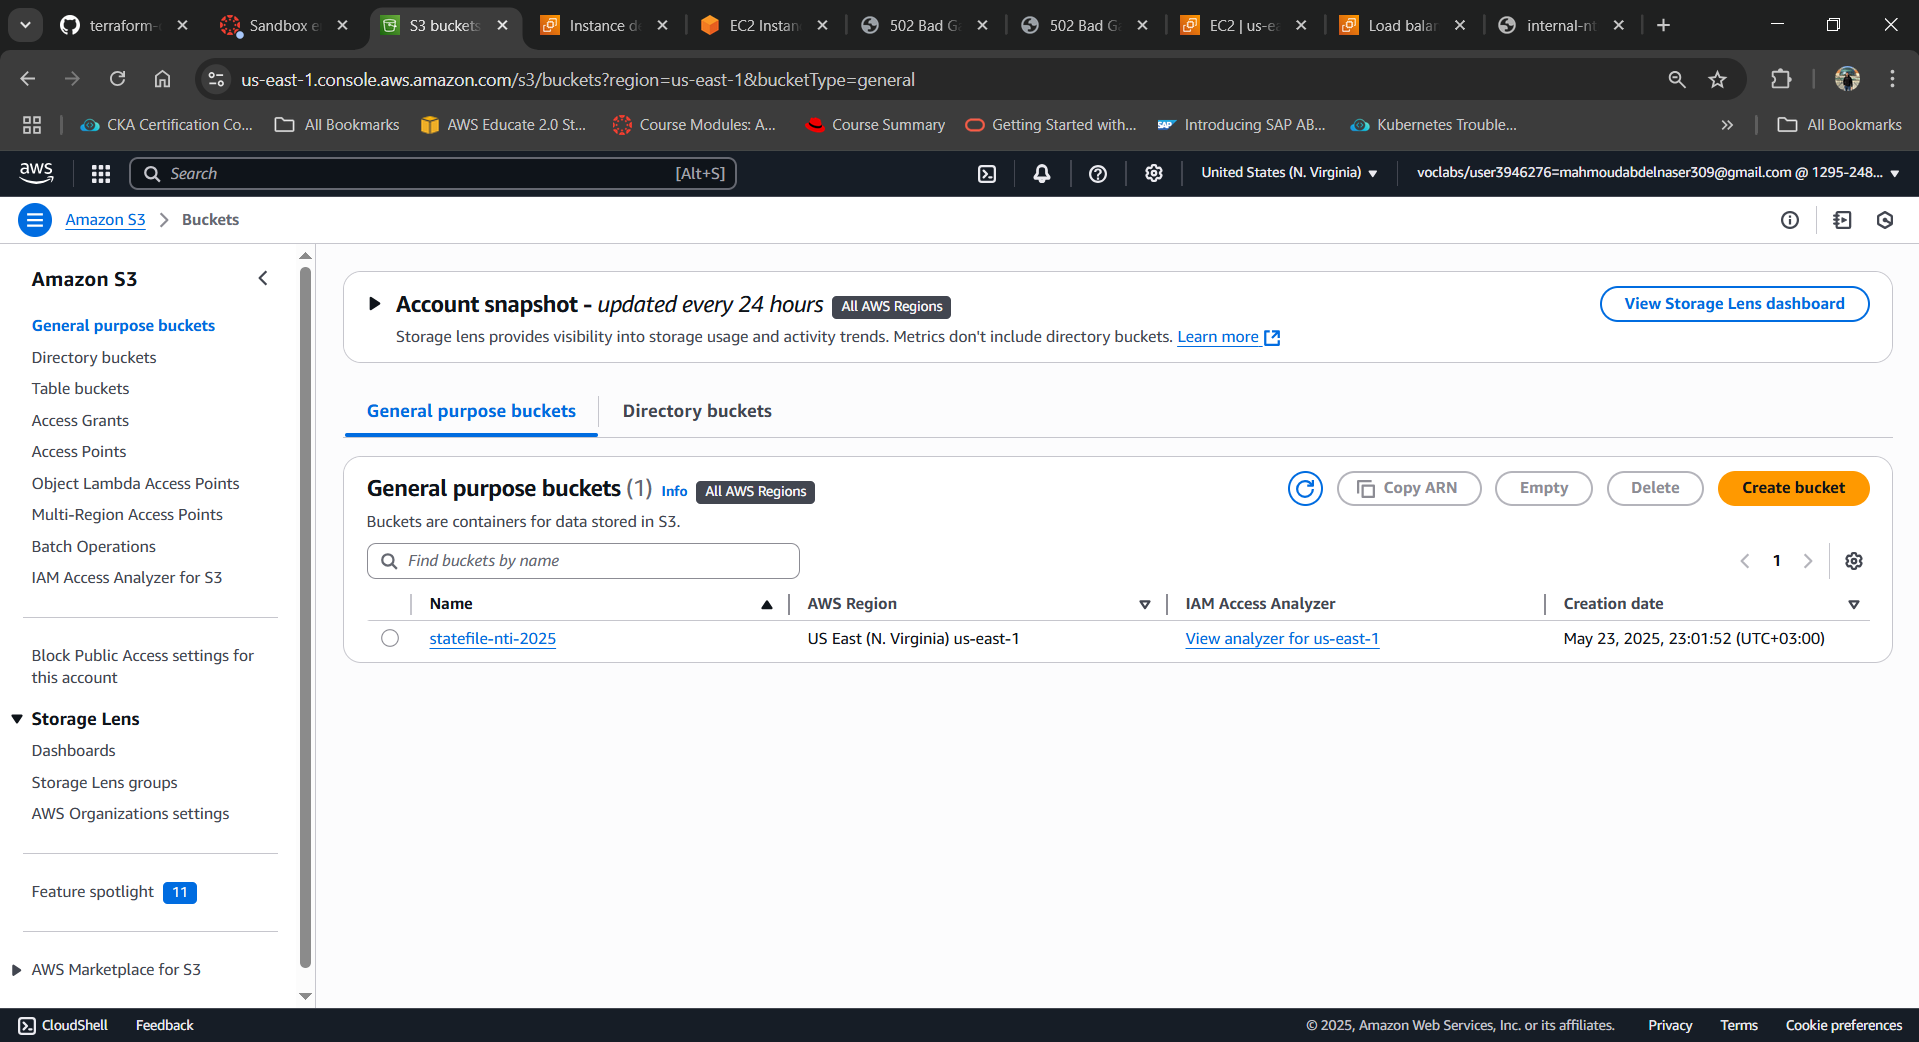 terraform-
Sandbox e
S3 buckets
Instance de
EC2 Instan
502 Bad Ga
502 Bad Ga
EC2 | us-ea
Load balan
internal-nt
us-east-1.console.aws.amazon.com/s3/buckets?region=us-east-1&bucketType=general
CKA Certification Co...
All Bookmarks
AWS Educate 2.0 St...
Course Modules: A...
Course Summary
Getting Started with...
SAP
Introducing SAP AB...
Kubernetes Trouble...
All Bookmarks
aws
Search
[Alt+S]
United States (N. Virginia)
voclabs/user3946276=mahmoudabdelnaser309@gmail.com @ 1295-248...
Amazon S3
Buckets
Amazon S3
General purpose buckets
Directory buckets
Table buckets
Access Grants
Access Points
Object Lambda Access Points
Multi-Region Access Points
Batch Operations
IAM Access Analyzer for S3
Block Public Access settings for
this account
Storage Lens
Dashboards
Storage Lens groups
AWS Organizations settings
Feature spotlight 11
AWS Marketplace for S3
Account snapshot - updated every 24 hours All AWS Regions
View Storage Lens dashboard
Storage lens provides visibility into storage usage and activity trends. Metrics don't include directory buckets. Learn more
General purpose buckets
Directory buckets
General purpose buckets (1) Info All AWS Regions
Copy ARN
Empty
Delete
Create bucket
Buckets are containers for data stored in S3.
Find buckets by name
1
Name AWS Region IAM Access Analyzer Creation date
statefile-nti-2025 US East (N. Virginia) us-east-1 View analyzer for us-east-1 May 23, 2025, 23:01:52 (UTC+03:00)
CloudShell Feedback
© 2025, Amazon Web Services, Inc. or its affiliates. Privacy Terms Cookie preferences